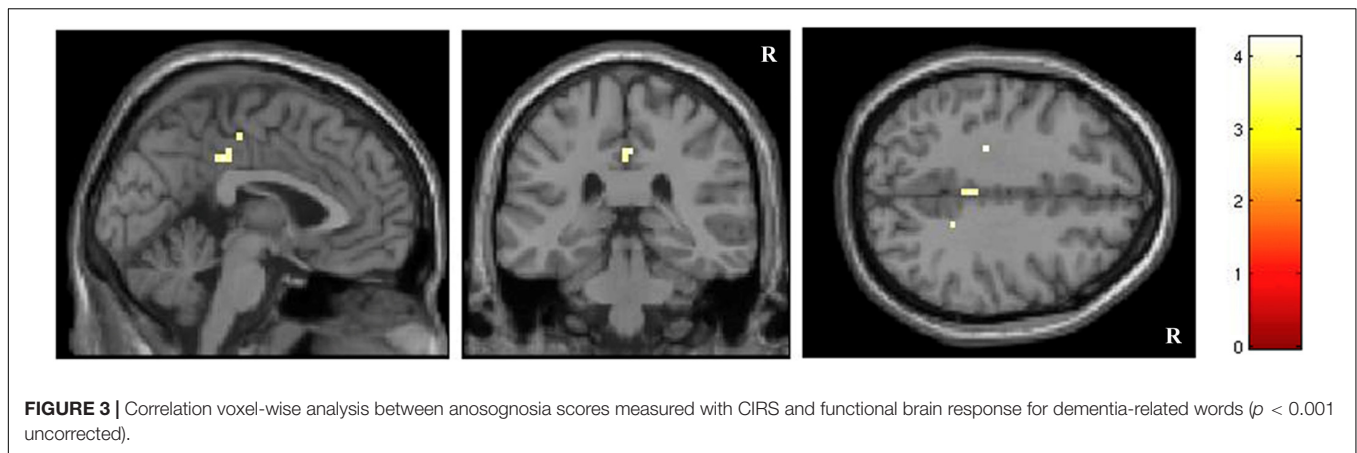 R
R
4
3
2
1
0
FIGURE 3 | Correlation voxel-wise analysis between anosognosia scores measured with CIRS and functional brain response for dementia-related words (p < 0.001
uncorrected).